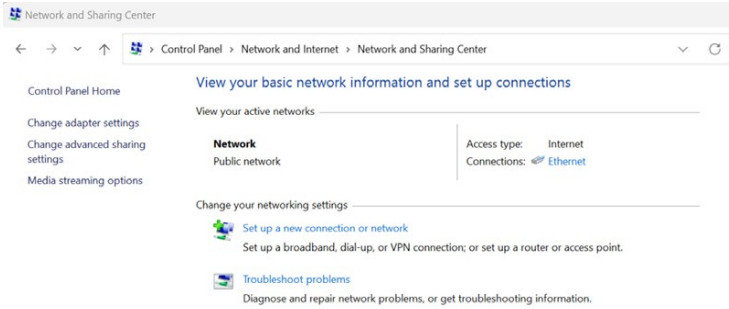 Network and Sharing Center
Control Panel > Network and Internet > Network and Sharing Center
Control Panel Home
Change adapter settings
Change advanced sharing
settings
Media streaming options
View your basic network information and set up connections
View your active networks
Network
Public network
Access type: Internet
Connections: Ethernet
Change your networking settings
Set up a new connection or network
Set up a broadband, dial-up, or VPN connection; or set up a router or access point.
Troubleshoot problems
Diagnose and repair network problems, or get troubleshooting information.